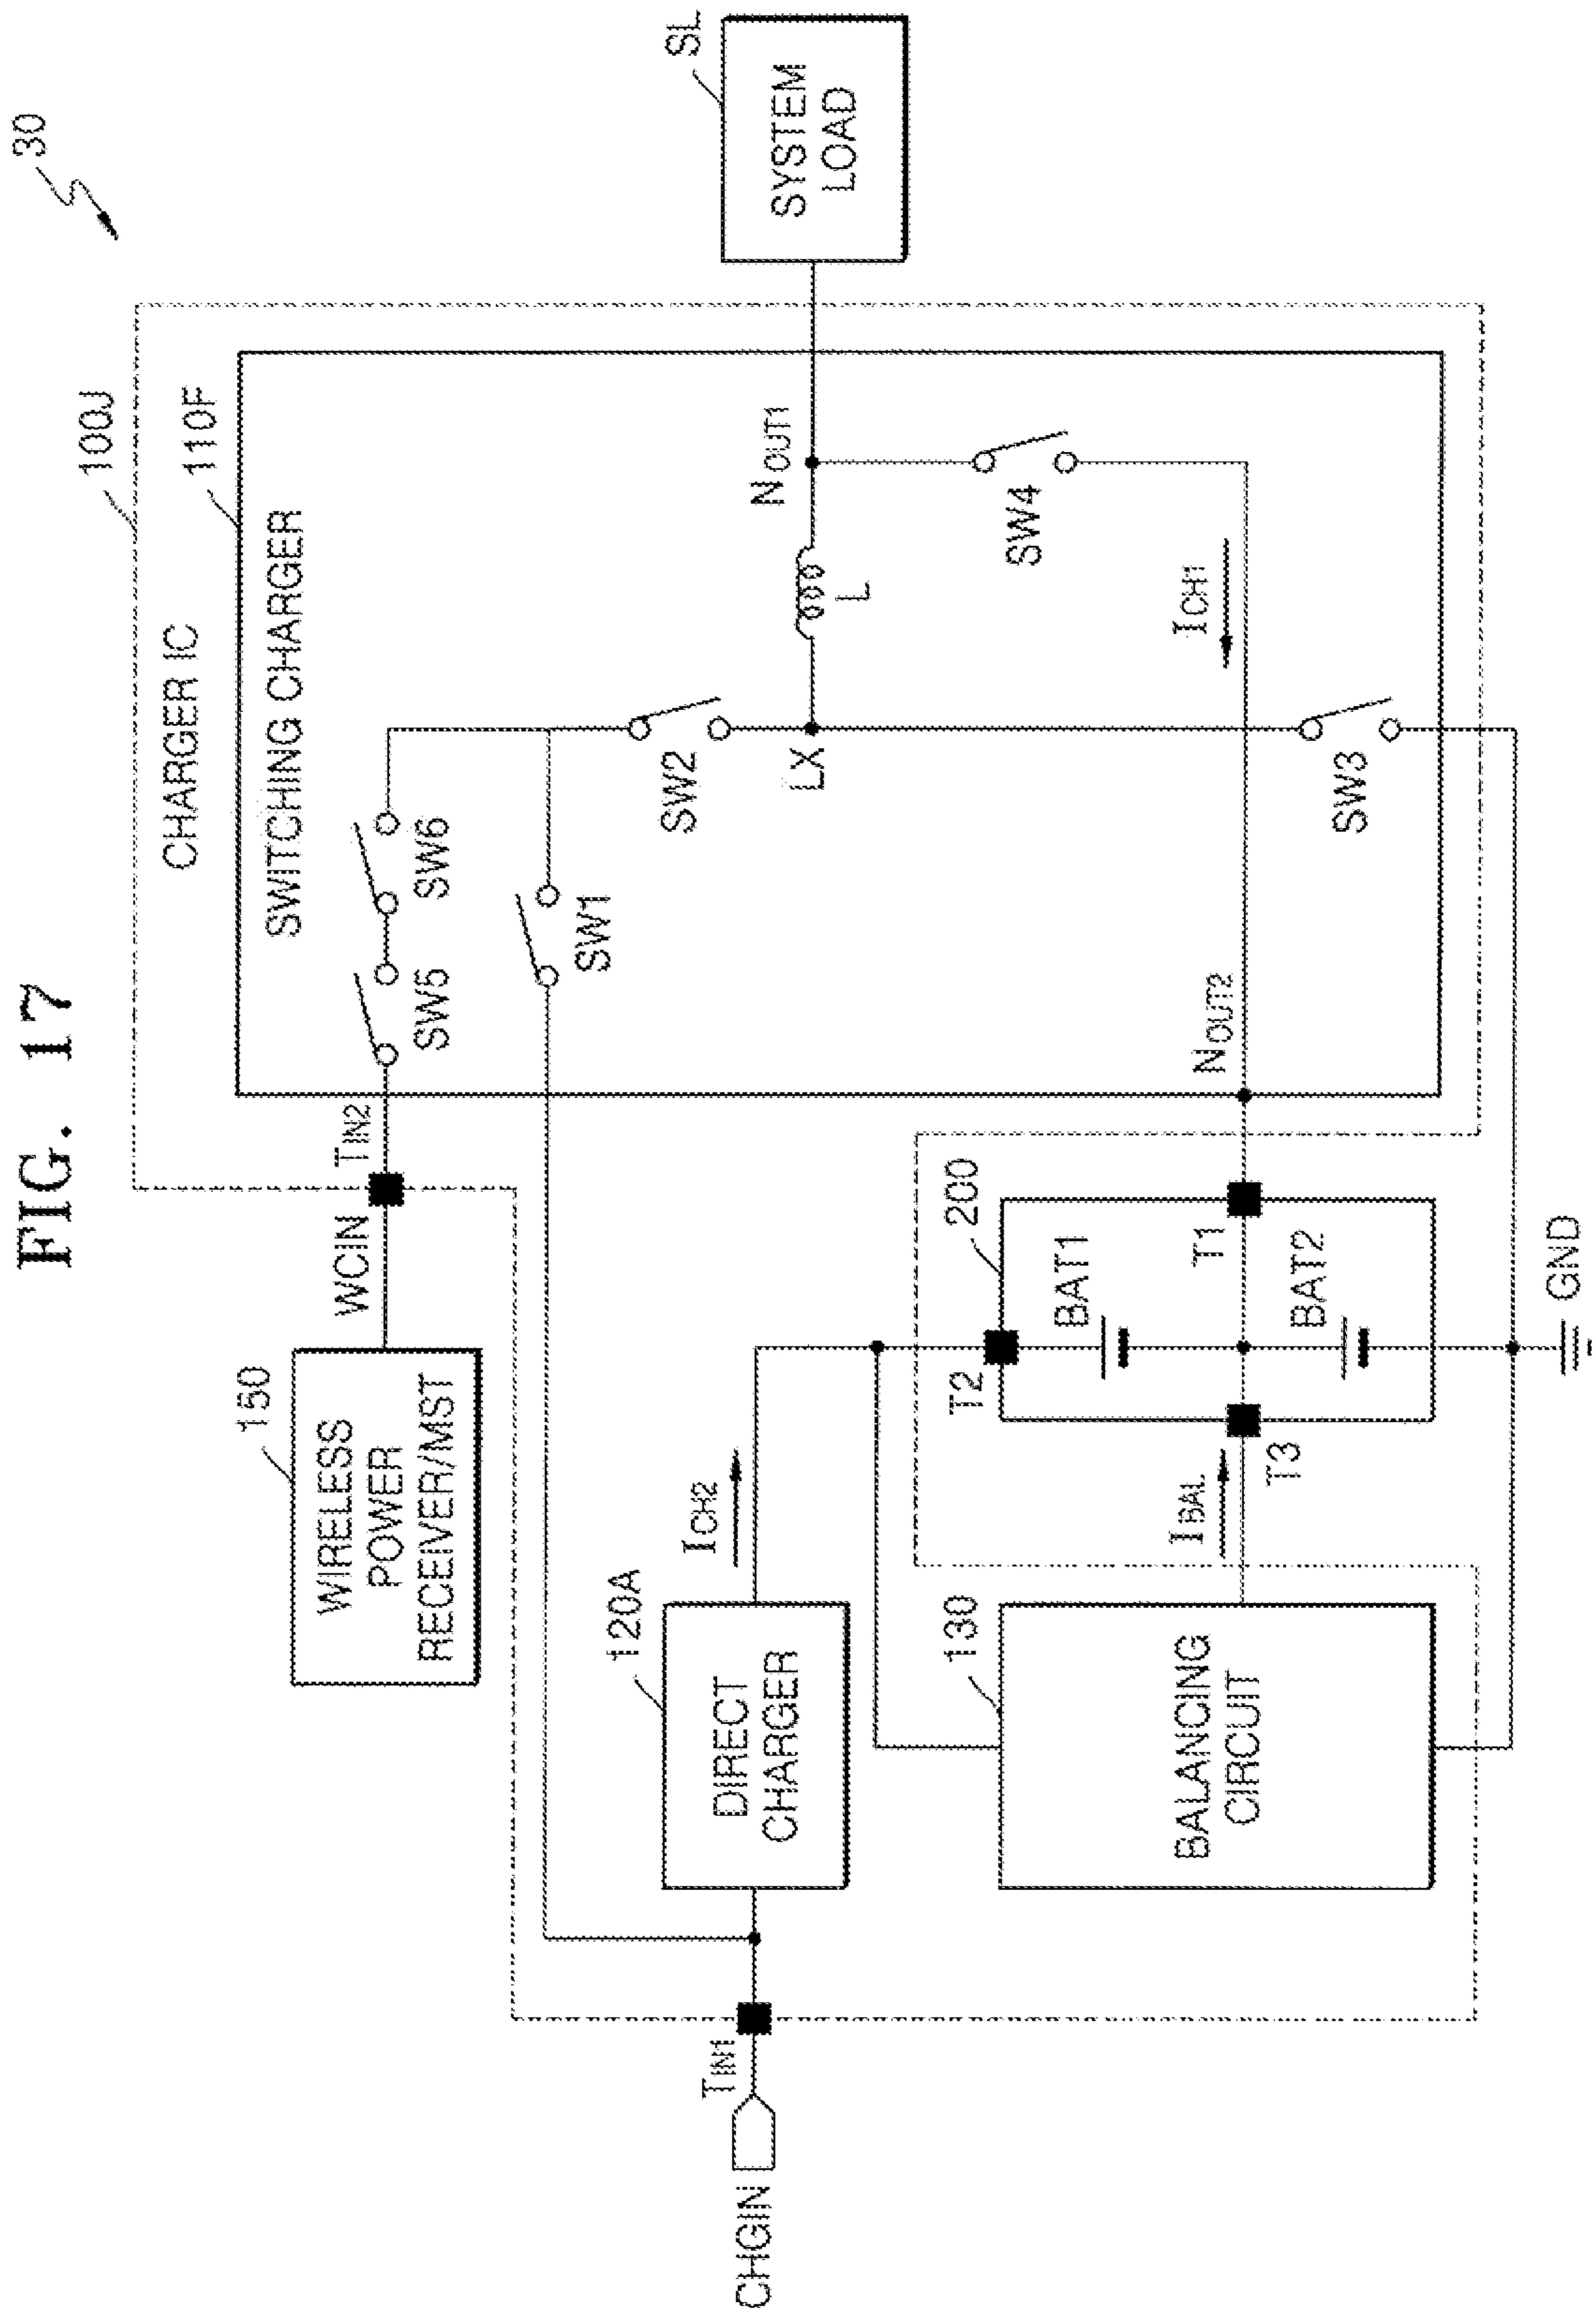 FIG. 17
30
100J
CHARGER IC
110F
SWITCHING CHARGER
150
WIRELESS
POWER
RECEIVER/MST
WCIN
TIN2
SW5
SW6
SW1
SW2
LX
L
NOUT1
SL
SYSTEM
LOAD
SW4
ICH1
SW3
NOUT2
CHGIN
TIN1
120A
DIRECT
CHARGER
ICH2
130
BALANCING
CIRCUIT
IBAL
T2
T3
200
BAT1
T1
BAT2
GND